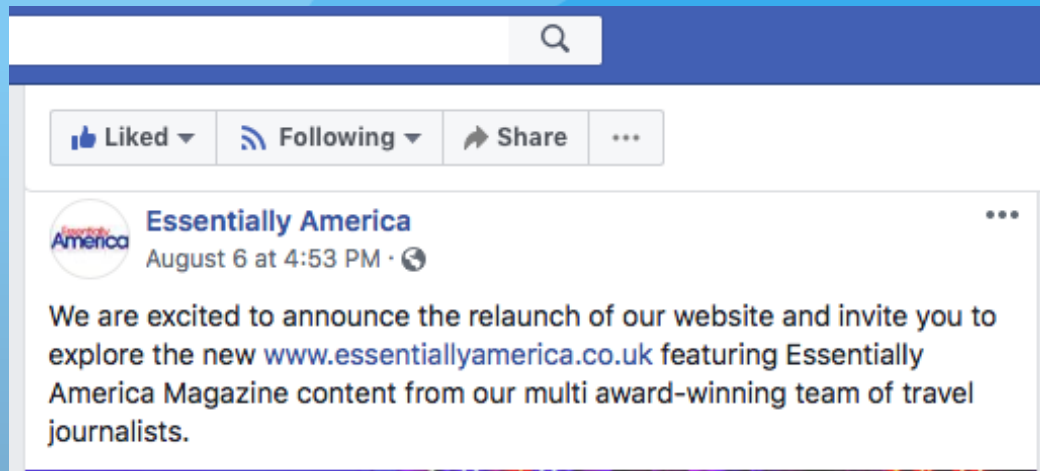 Liked
Following
Share
Essentially
America
Essentially America
August 6 at 4:53 PM ·
We are excited to announce the relaunch of our website and invite you to
explore the new www.essentiallyamerica.co.uk featuring Essentially
America Magazine content from our multi award-winning team of travel
journalists.